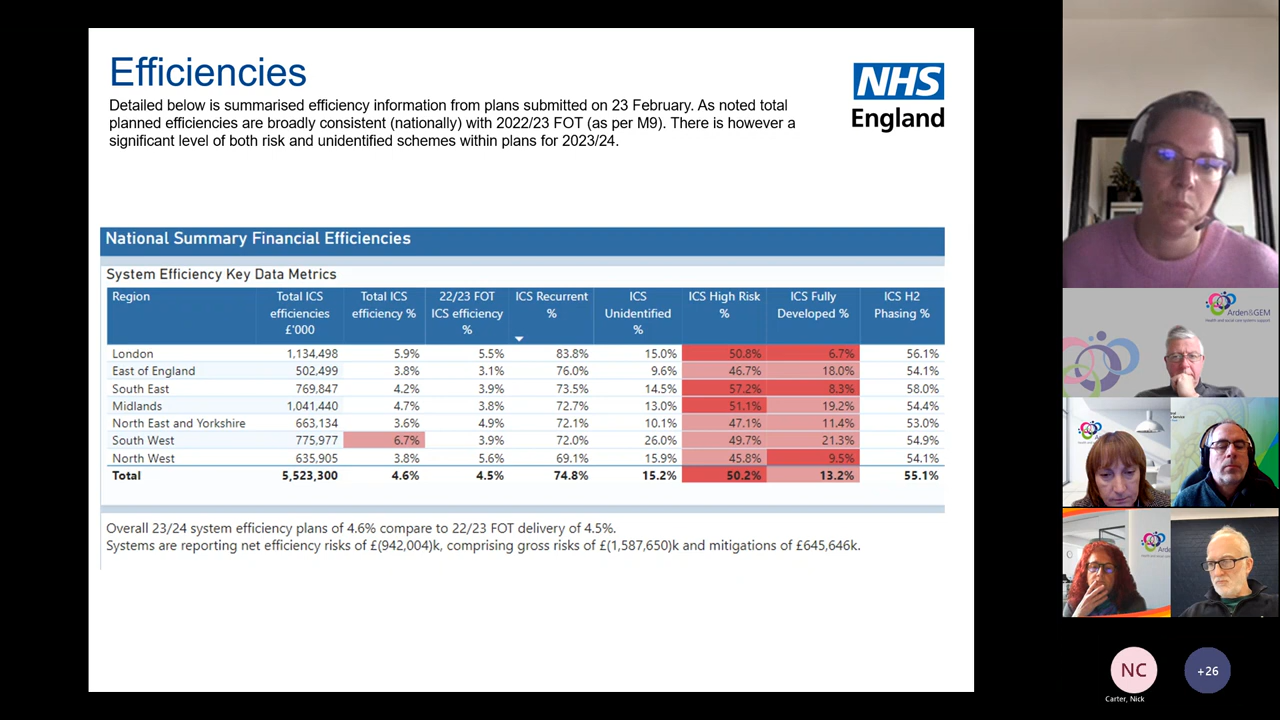 Efficiencies
NHS
England
Detailed below is summarised efficiency information from plans submitted on 23 February. As noted total
planned efficiencies are broadly consistent (nationally) with 2022/23 FOT (as per M9). There is however a
significant level of both risk and unidentified schemes within plans for 2023/24.
National Summary Financial Efficiencies
System Efficiency Key Data Metrics
Region Total ICS efficiencies £'000 Total ICS efficiency % 22/23 FOT ICS efficiency % ICS Recurrent % ICS Unidentified % ICS High Risk % ICS Fully Developed % ICS H2 Phasing %
London 1,134,498 5.9% 5.5% 83.8% 15.0% 50.8% 6.7% 56.1%
East of England 502,499 3.8% 3.1% 76.0% 9.6% 46.7% 18.0% 54.1%
South East 769,847 4.2% 3.9% 73.5% 14.5% 57.2% 8.3% 58.0%
Midlands 1,041,440 4.7% 3.8% 72.7% 13.0% 51.1% 19.2% 54.4%
North East and Yorkshire 663,134 3.6% 4.9% 72.1% 10.1% 47.1% 11.4% 53.0%
South West 775,977 6.7% 3.9% 72.0% 26.0% 49.7% 21.3% 54.9%
North West 635,905 3.8% 5.6% 69.1% 15.9% 45.8% 9.5% 54.1%
Total 5,523,300 4.6% 4.5% 74.8% 15.2% 50.2% 13.2% 55.1%
Overall 23/24 system efficiency plans of 4.6% compare to 22/23 FOT delivery of 4.5%.
Systems are reporting net efficiency risks of £(942,004)k, comprising gross risks of £(1,587,650)k and mitigations of £645,646k.
Arden&GEM
Health and social care systems support
NC
+26
Carter, Nick